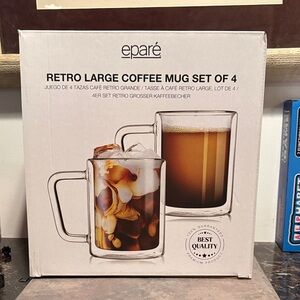 eparé
RETRO LARGE COFFEE MUG SET OF 4
JUEGO DE 4 TAZAS CAFÉ RETRO GRANDE / TASSE À CAFÉ RETRO LARGE, LOT DE 4 /
4ER SET RETRO GROSSER KAFFEEBECHER
BEST
QUALITY